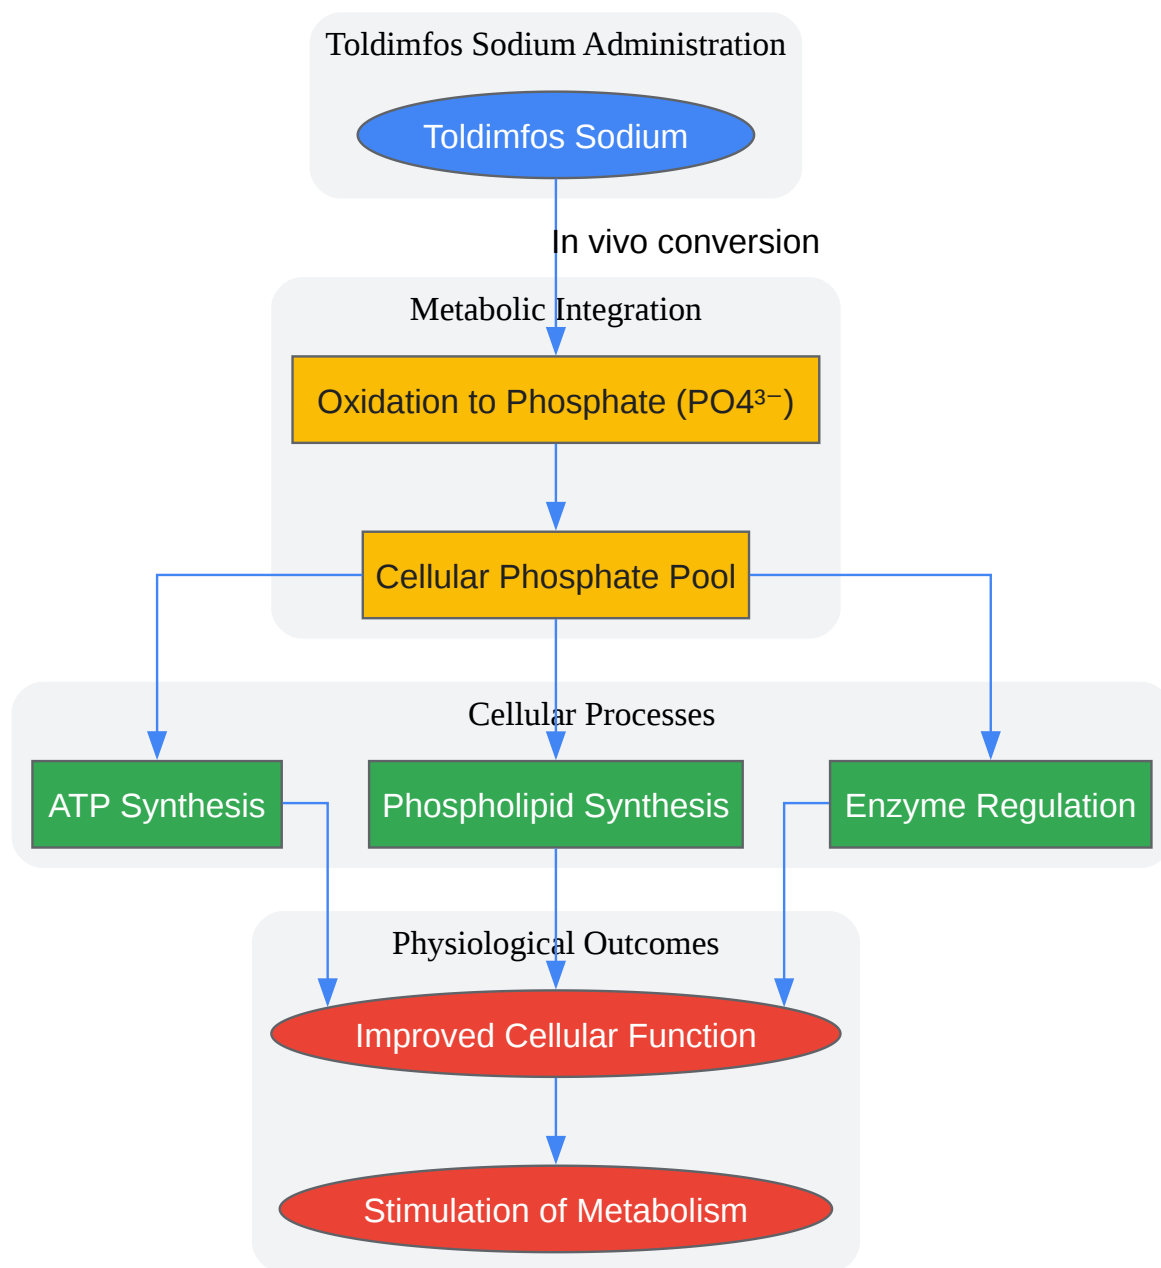 Toldimfos Sodium Administration
Toldimfos Sodium
In vivo conversion
Metabolic Integration
Oxidation to Phosphate (PO4³⁻)
Cellular Phosphate Pool
Cellular Processes
ATP Synthesis
Phospholipid Synthesis
Enzyme Regulation
Physiological Outcomes
Improved Cellular Function
Stimulation of Metabolism